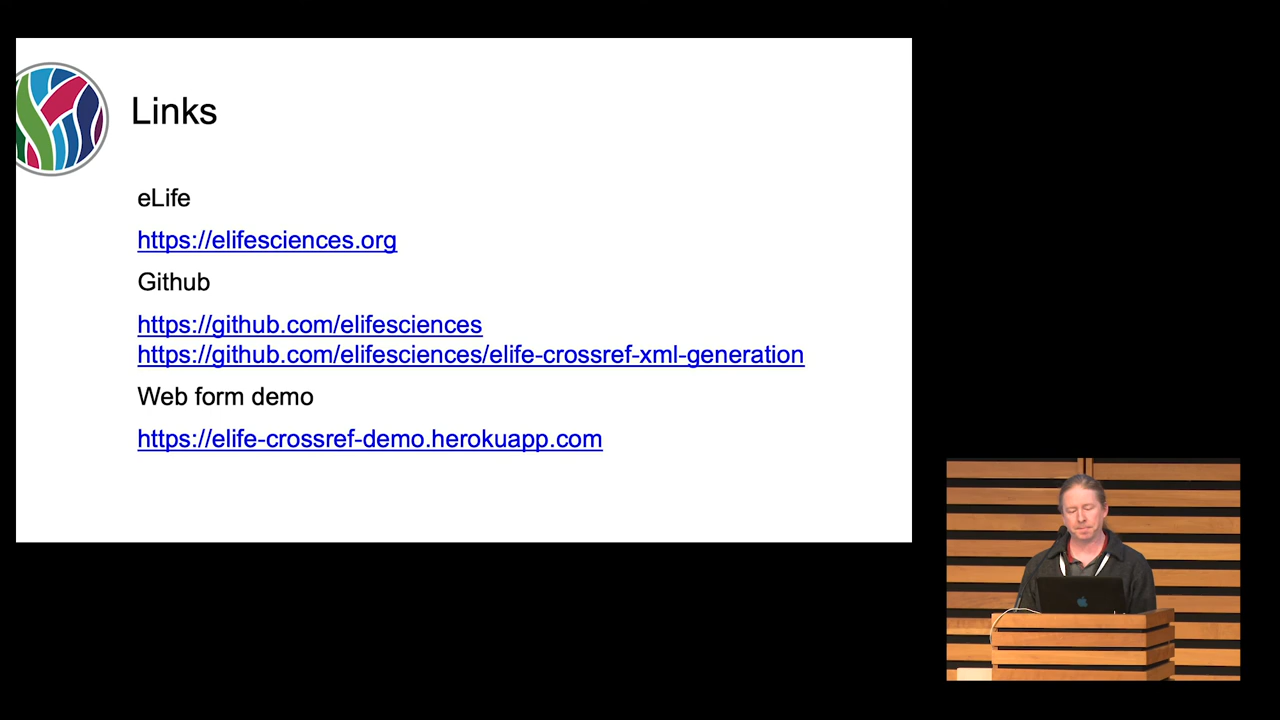 Links
eLife
https://elifesciences.org
Github
https://github.com/elifesciences
https://github.com/elifesciences/elife-crossref-xml-generation
Web form demo
https://elife-crossref-demo.herokuapp.com